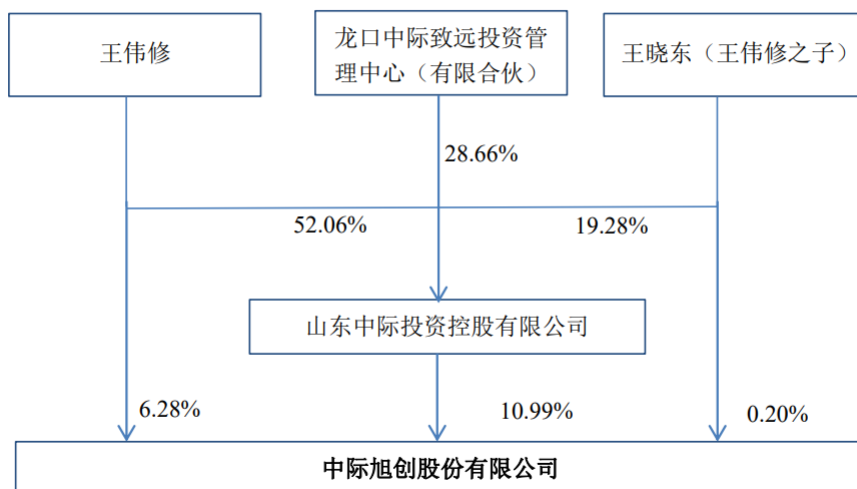 王伟修
龙口中际致远投资管
理中心（有限合伙）
王晓东（王伟修之子）
28.66%
52.06%
19.28%
山东中际投资控股有限公司
6.28%
10.99%
0.20%
中际旭创股份有限公司